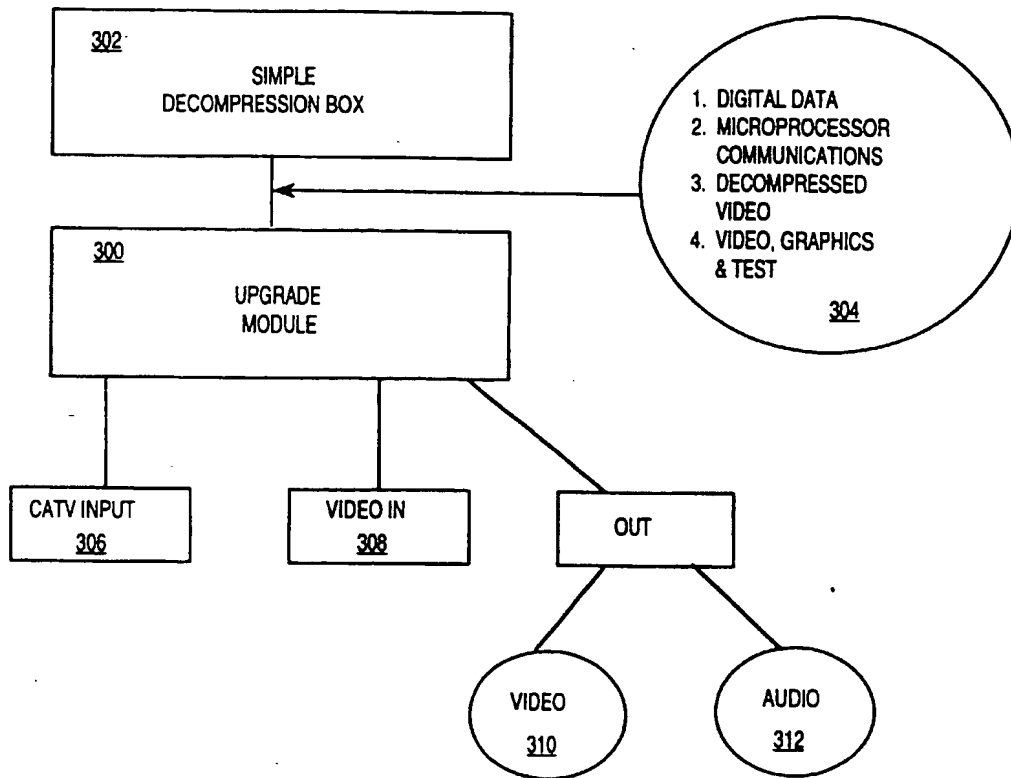 302
SIMPLE
DECOMPRESSION BOX
1. DIGITAL DATA
2. MICROPROCESSOR
COMMUNICATIONS
3. DECOMPRESSED
VIDEO
4. VIDEO, GRAPHICS
& TEST
304
300
UPGRADE
MODULE
CATV INPUT
306
VIDEO IN
308
OUT
VIDEO
310
AUDIO
312